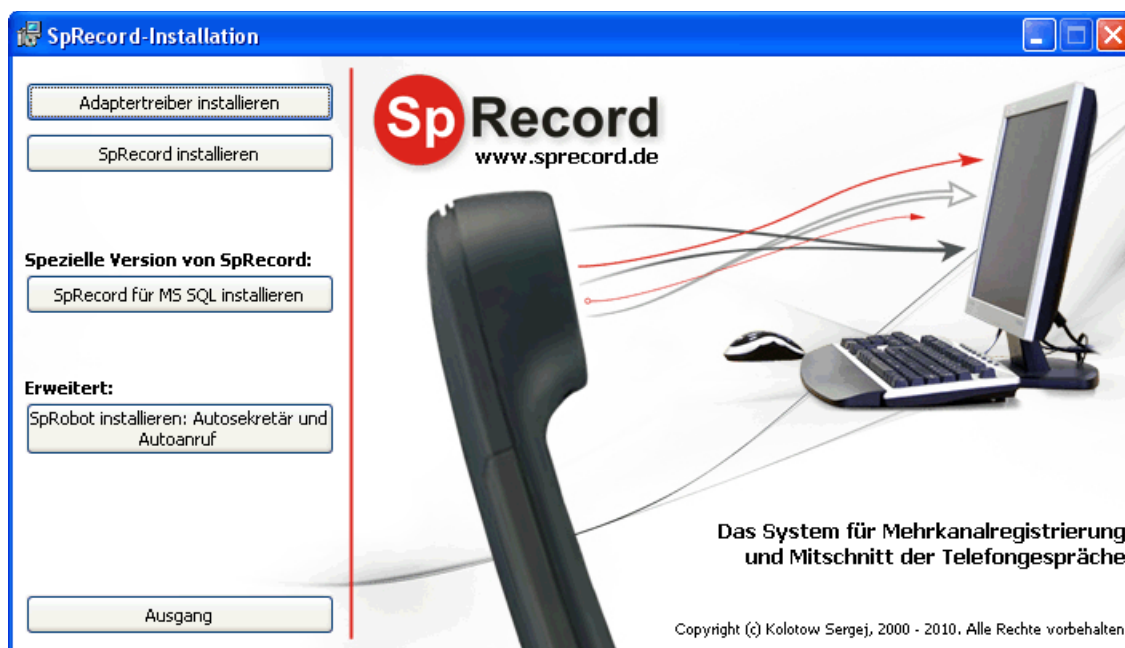 SpRecord-Installation
Adaptertreiber installieren
SpRecord installieren
Spezielle Version von SpRecord:
SpRecord für MS SQL installieren
Erweitert:
SpRobot installieren: Autosekretär und
Autoanruf
Ausgang
Sp Record
www.sprecord.de
Das System für Mehrkanalregistrierung
und Mitschnitt der Telefongespräche
Copyright (c) Kolotow Sergej, 2000 - 2010. Alle Rechte vorbehalten